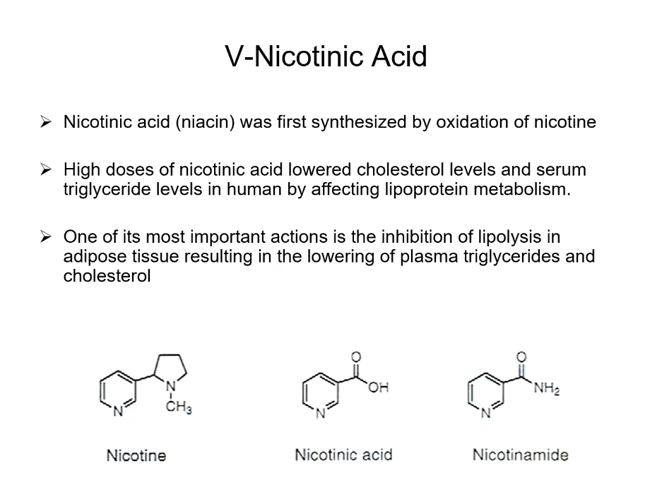 V-Nicotinic Acid
➢ Nicotinic acid (niacin) was first synthesized by oxidation of nicotine
➢ High doses of nicotinic acid lowered cholesterol levels and serum
triglyceride levels in human by affecting lipoprotein metabolism.
➢ One of its most important actions is the inhibition of lipolysis in
adipose tissue resulting in the lowering of plasma triglycerides and
cholesterol
N
N
CH₃
O
OH
N
O
NH₂
N
Nicotine
Nicotinic acid
Nicotinamide